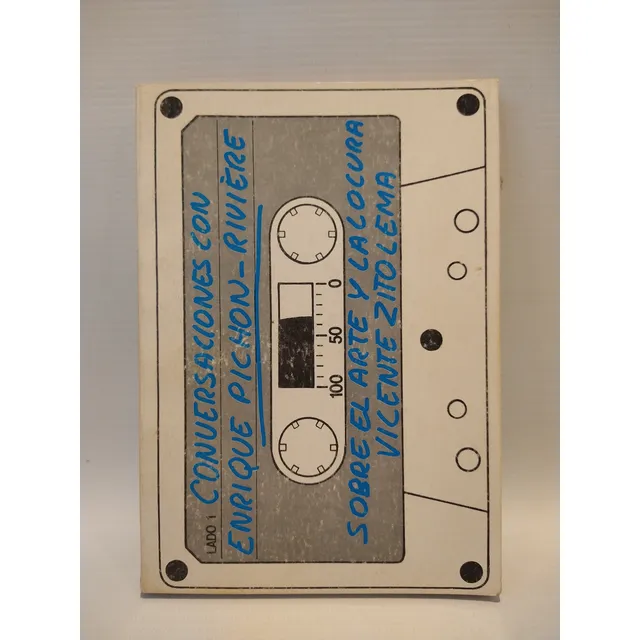 LADO 1
CONVERSACIONES CON
ENRIQUE PICHON-RIVIÈRE
0
50
100
SOBRE EL ARTE Y LA LOCURA
VICENTE ZITO LEMA